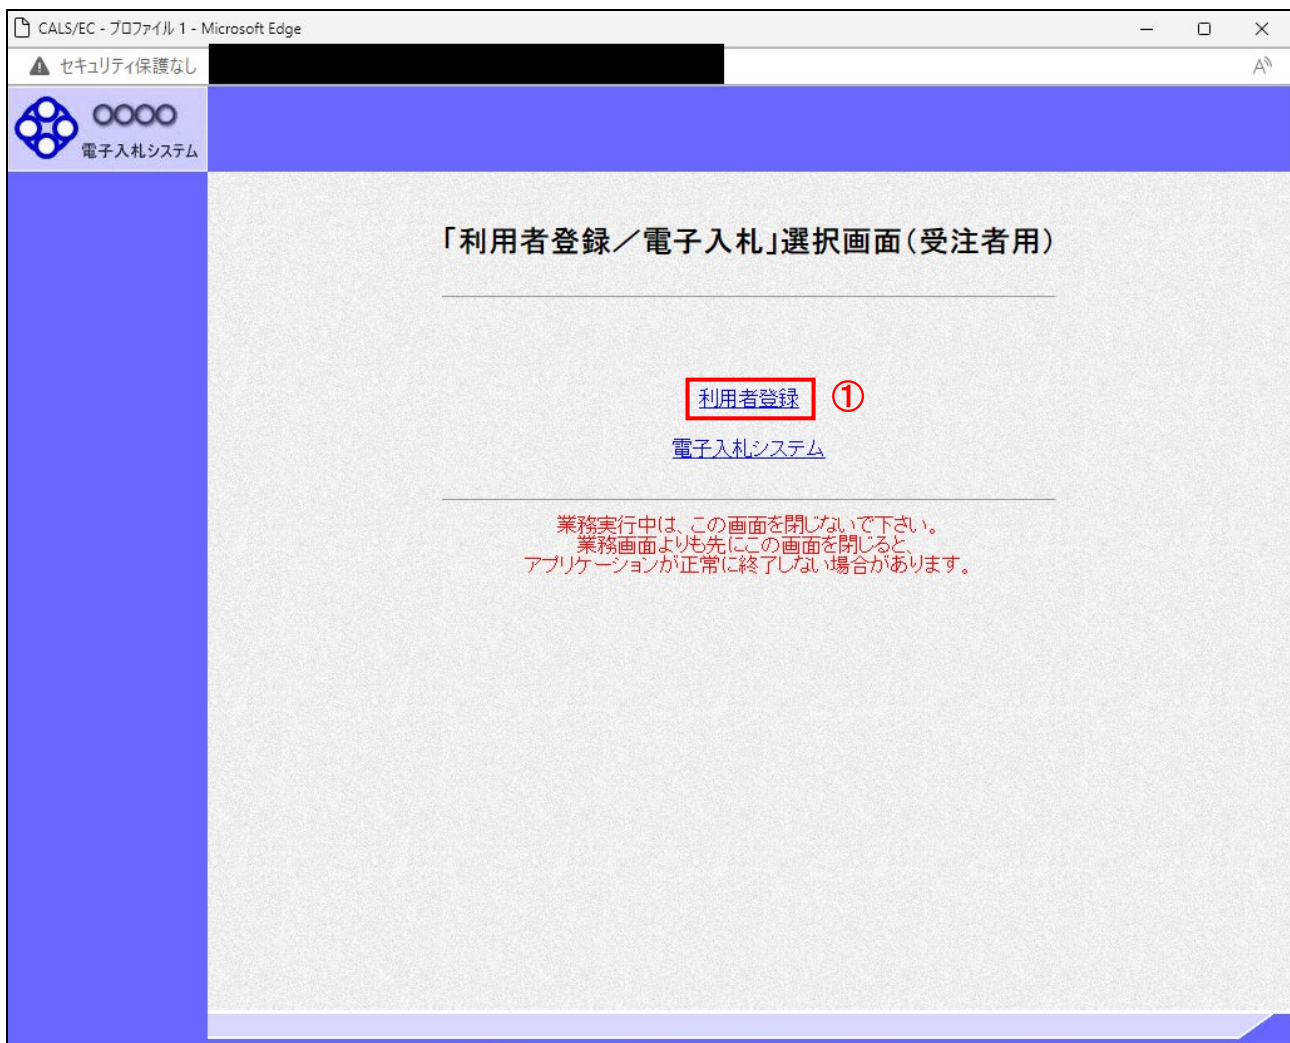 CALS/EC - プロファイル 1 - Microsoft Edge
セキュリティ保護なし
○○○○
電子入札システム
「利用者登録／電子入札」選択画面(受注者用)
利用者登録 ①
電子入札システム
業務実行中は、この画面を閉じないで下さい。
業務画面よりも先にこの画面を閉じると、
アプリケーションが正常に終了しない場合があります。